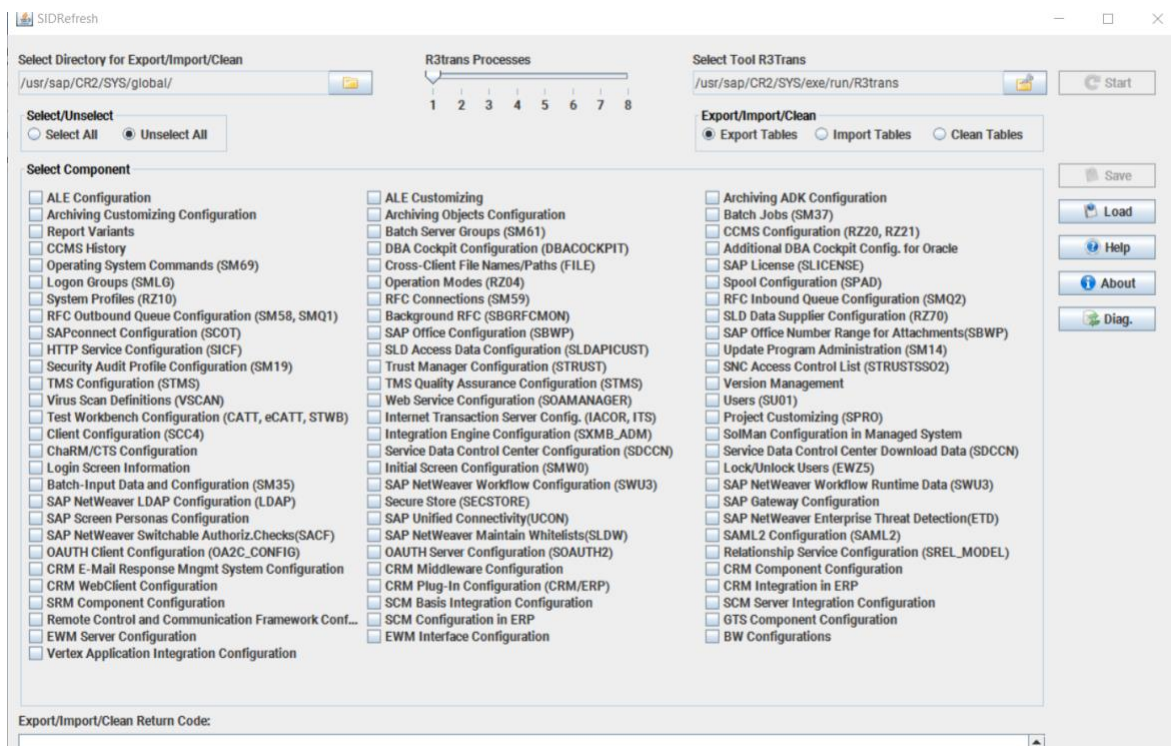 SIDRefresh
Select Directory for Export/Import/Clean R3trans Processes Select Tool R3Trans
/usr/sap/CR2/SYS/global/ /usr/sap/CR2/SYS/exe/run/R3trans Start
1 2 3 4 5 6 7 8
Select/Unselect Export/Import/Clean
Select All Unselect All Export Tables Import Tables Clean Tables
Select Component
Save
ALE Configuration ALE Customizing Archiving ADK Configuration
Archiving Customizing Configuration Archiving Objects Configuration Batch Jobs (SM37) Load
Report Variants Batch Server Groups (SM61) CCMS Configuration (RZ20, RZ21)
CCMS History DBA Cockpit Configuration (DBACOCKPIT) Additional DBA Cockpit Config. for Oracle Help
Operating System Commands (SM69) Cross-Client File Names/Paths (FILE) SAP License (SLICENSE)
Logon Groups (SMLG) Operation Modes (RZ04) Spool Configuration (SPAD) About
System Profiles (RZ10) RFC Connections (SM59) RFC Inbound Queue Configuration (SMQ2)
RFC Outbound Queue Configuration (SM58, SMQ1) Background RFC (SBGRFCMON) SLD Data Supplier Configuration (RZ70) Diag.
SAPconnect Configuration (SCOT) SAP Office Configuration (SBWP) SAP Office Number Range for Attachments(SBWP)
HTTP Service Configuration (SICF) SLD Access Data Configuration (SLDAPICUST) Update Program Administration (SM14)
Security Audit Profile Configuration (SM19) Trust Manager Configuration (STRUST) SNC Access Control List (STRUSTSSO2)
TMS Configuration (STMS) TMS Quality Assurance Configuration (STMS) Version Management
Virus Scan Definitions (VSCAN) Web Service Configuration (SOAMANAGER) Users (SU01)
Test Workbench Configuration (CATT, eCATT, STWB) Internet Transaction Server Config. (IACOR, ITS) Project Customizing (SPRO)
Client Configuration (SCC4) Integration Engine Configuration (SXMB_ADM) SolMan Configuration in Managed System
ChaRM/CTS Configuration Service Data Control Center Configuration (SDCCN) Service Data Control Center Download Data (SDCCN)
Login Screen Information Initial Screen Configuration (SMW0) Lock/Unlock Users (EWZ5)
Batch-Input Data and Configuration (SM35) SAP NetWeaver Workflow Configuration (SWU3) SAP NetWeaver Workflow Runtime Data (SWU3)
SAP NetWeaver LDAP Configuration (LDAP) Secure Store (SECSTORE) SAP Gateway Configuration
SAP Screen Personas Configuration SAP Unified Connectivity(UCON) SAP NetWeaver Enterprise Threat Detection(ETD)
SAP NetWeaver Switchable Authoriz.Checks(SACF) SAP NetWeaver Maintain Whitelists(SLDW) SAML2 Configuration (SAML2)
OAUTH Client Configuration (OA2C_CONFIG) OAUTH Server Configuration (SOAUTH2) Relationship Service Configuration (SREL_MODEL)
CRM E-Mail Response Mngmt System Configuration CRM Middleware Configuration CRM Component Configuration
CRM WebClient Configuration CRM Plug-In Configuration (CRM/ERP) CRM Integration in ERP
SRM Component Configuration SCM Basis Integration Configuration SCM Server Integration Configuration
Remote Control and Communication Framework Conf... SCM Configuration in ERP GTS Component Configuration
EWM Server Configuration EWM Interface Configuration BW Configurations
Vertex Application Integration Configuration
Export/Import/Clean Return Code: